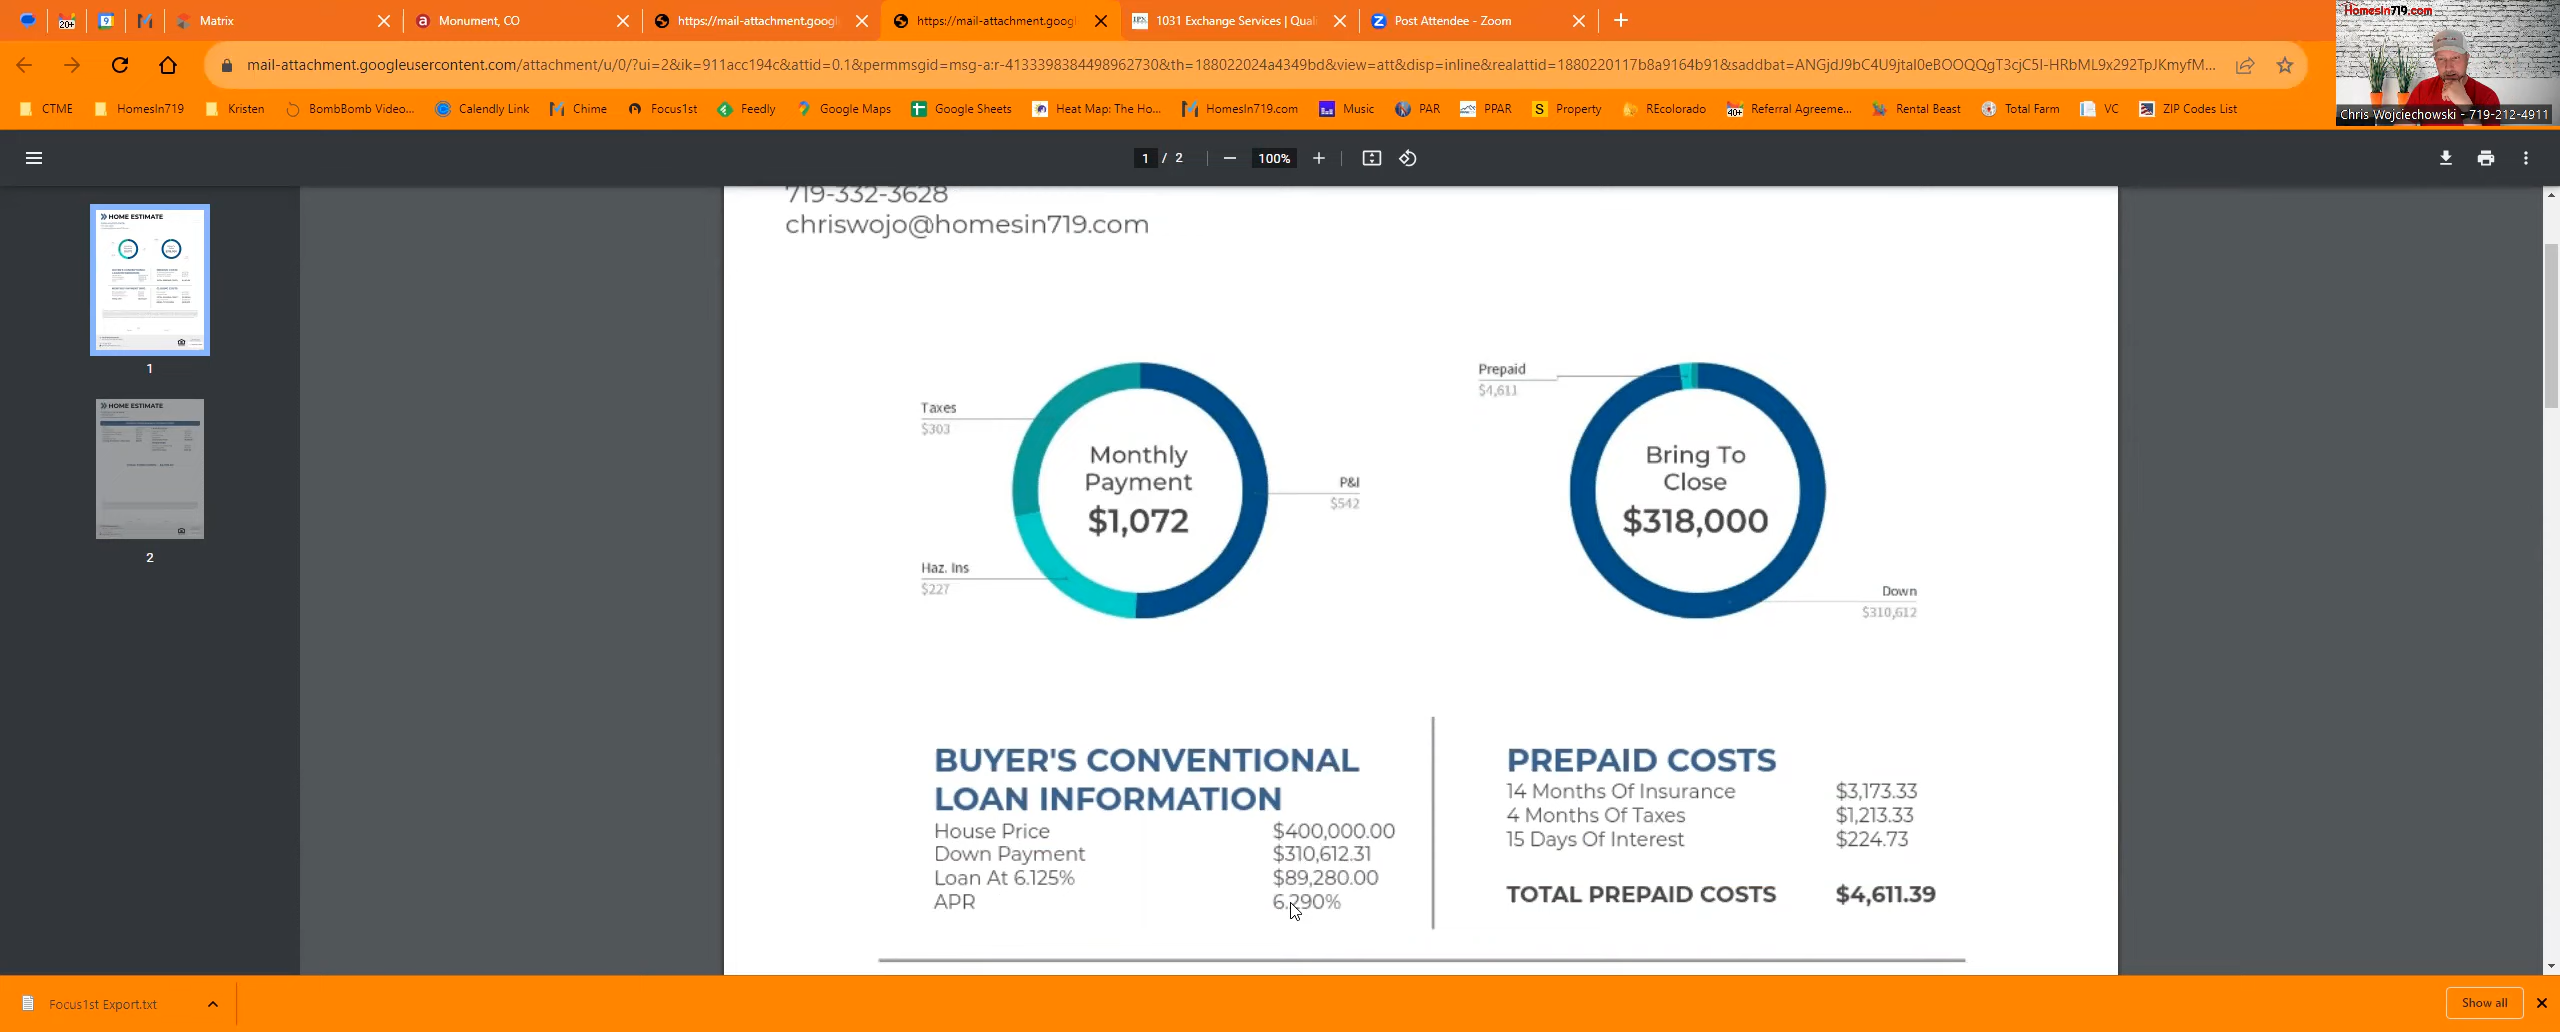 20+
9
Matrix
Monument, CO
https://mail-attachment.googl
https://mail-attachment.googl
1031 Exchange Services | Quali
Post Attendee - Zoom
HomesIn719.com
mail-attachment.googleusercontent.com/attachment/u/0/?ui=2&ik=911acc194c&attid=0.1&permmsgid=msg-a:r-4133398384498962730&th=188022024a4349bd&view=att&disp=inline&realattid=1880220117b8a9164b91&saddbat=ANGjdJ9bC4U9jtaI0eBOOQQgT3cjC5I-HRbML9x292TpJKmyfM...
CTME
HomesIn719
Kristen
BombBomb Video...
Calendly Link
Chime
Focus1st
Feedly
Google Maps
Google Sheets
Heat Map: The Ho...
HomesIn719.com
Music
PAR
PPAR
Property
REcolorado
40+
Referral Agreeme...
Rental Beast
Total Farm
VC
ZIP Codes List
Chris Wojciechowski - 719-212-4911
1 / 2
100%
HOME ESTIMATE
1
HOME ESTIMATE
2
719-332-3628
chriswojo@homesin719.com
Taxes
$303
Monthly
Payment
$1,072
P&I
$542
Haz. Ins
$227
Prepaid
$4,611
Bring To
Close
$318,000
Down
$310,612
BUYER'S CONVENTIONAL
LOAN INFORMATION
House Price $400,000.00
Down Payment $310,612.31
Loan At 6.125% $89,280.00
APR 6.290%
PREPAID COSTS
14 Months Of Insurance $3,173.33
4 Months Of Taxes $1,213.33
15 Days Of Interest $224.73
TOTAL PREPAID COSTS $4,611.39
Focus1st Export.txt
Show all